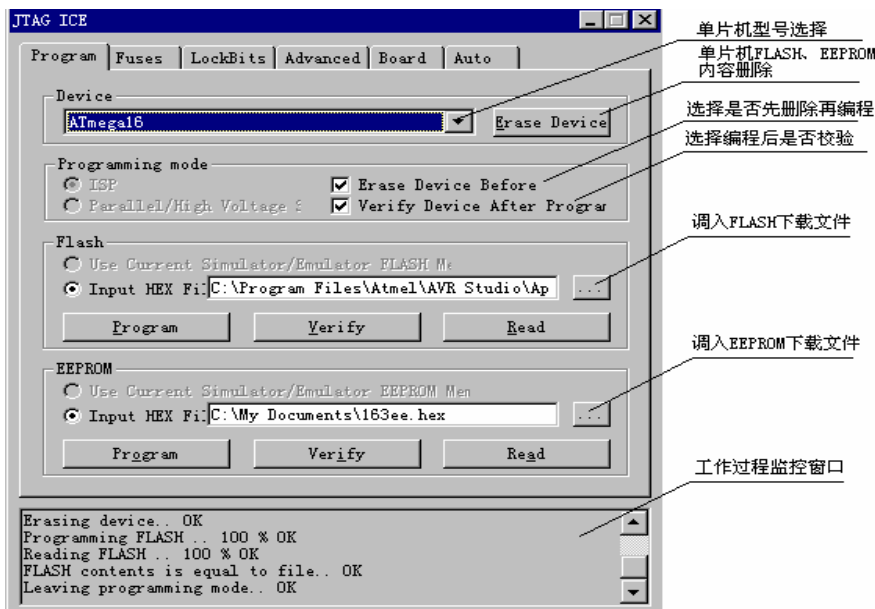 JTAG ICE
Program Fuses LockBits Advanced Board Auto
Device
ATmega16
Erase Device
Programming mode
ISP
Erase Device Before
Parallel/High Voltage S
Verify Device After Program
Flash
Use Current Simulator/Emulator FLASH Me
Input HEX Fi C:\Program Files\Atmel\AVR Studio\Ap ...
Program Verify Read
EEPROM
Use Current Simulator/Emulator EEPROM Mem
Input HEX Fi C:\My Documents\163ee.hex ...
Program Verify Read
Erasing device.. OK
Programming FLASH .. 100 % OK
Reading FLASH .. 100 % OK
FLASH contents is equal to file.. OK
Leaving programming mode.. OK
单片机型号选择
单片机FLASH、EEPROM
内容删除
选择是否先删除再编程
选择编程后是否校验
调入FLASH下载文件
调入EEPROM下载文件
工作过程监控窗口